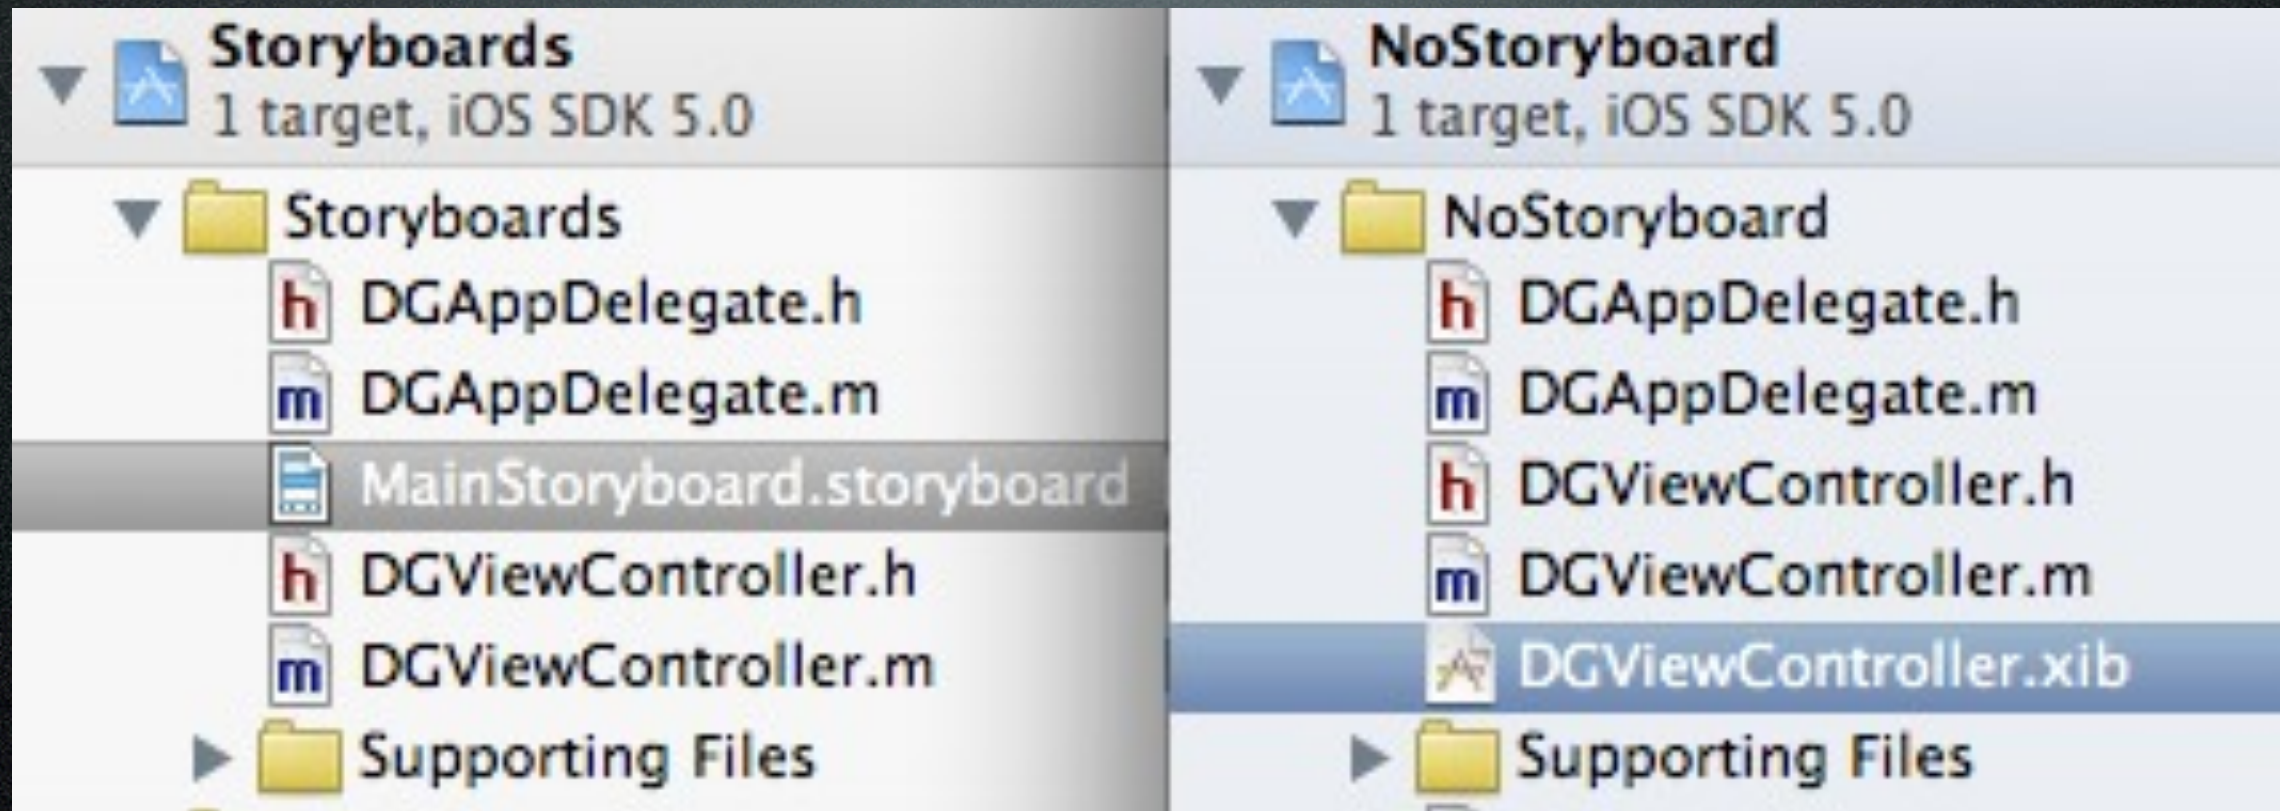 Storyboards
1 target, iOS SDK 5.0
Storyboards
h DGAppDelegate.h
m DGAppDelegate.m
MainStoryboard.storyboard
h DGViewController.h
m DGViewController.m
Supporting Files
NoStoryboard
1 target, iOS SDK 5.0
NoStoryboard
h DGAppDelegate.h
m DGAppDelegate.m
h DGViewController.h
m DGViewController.m
DGViewController.xib
Supporting Files